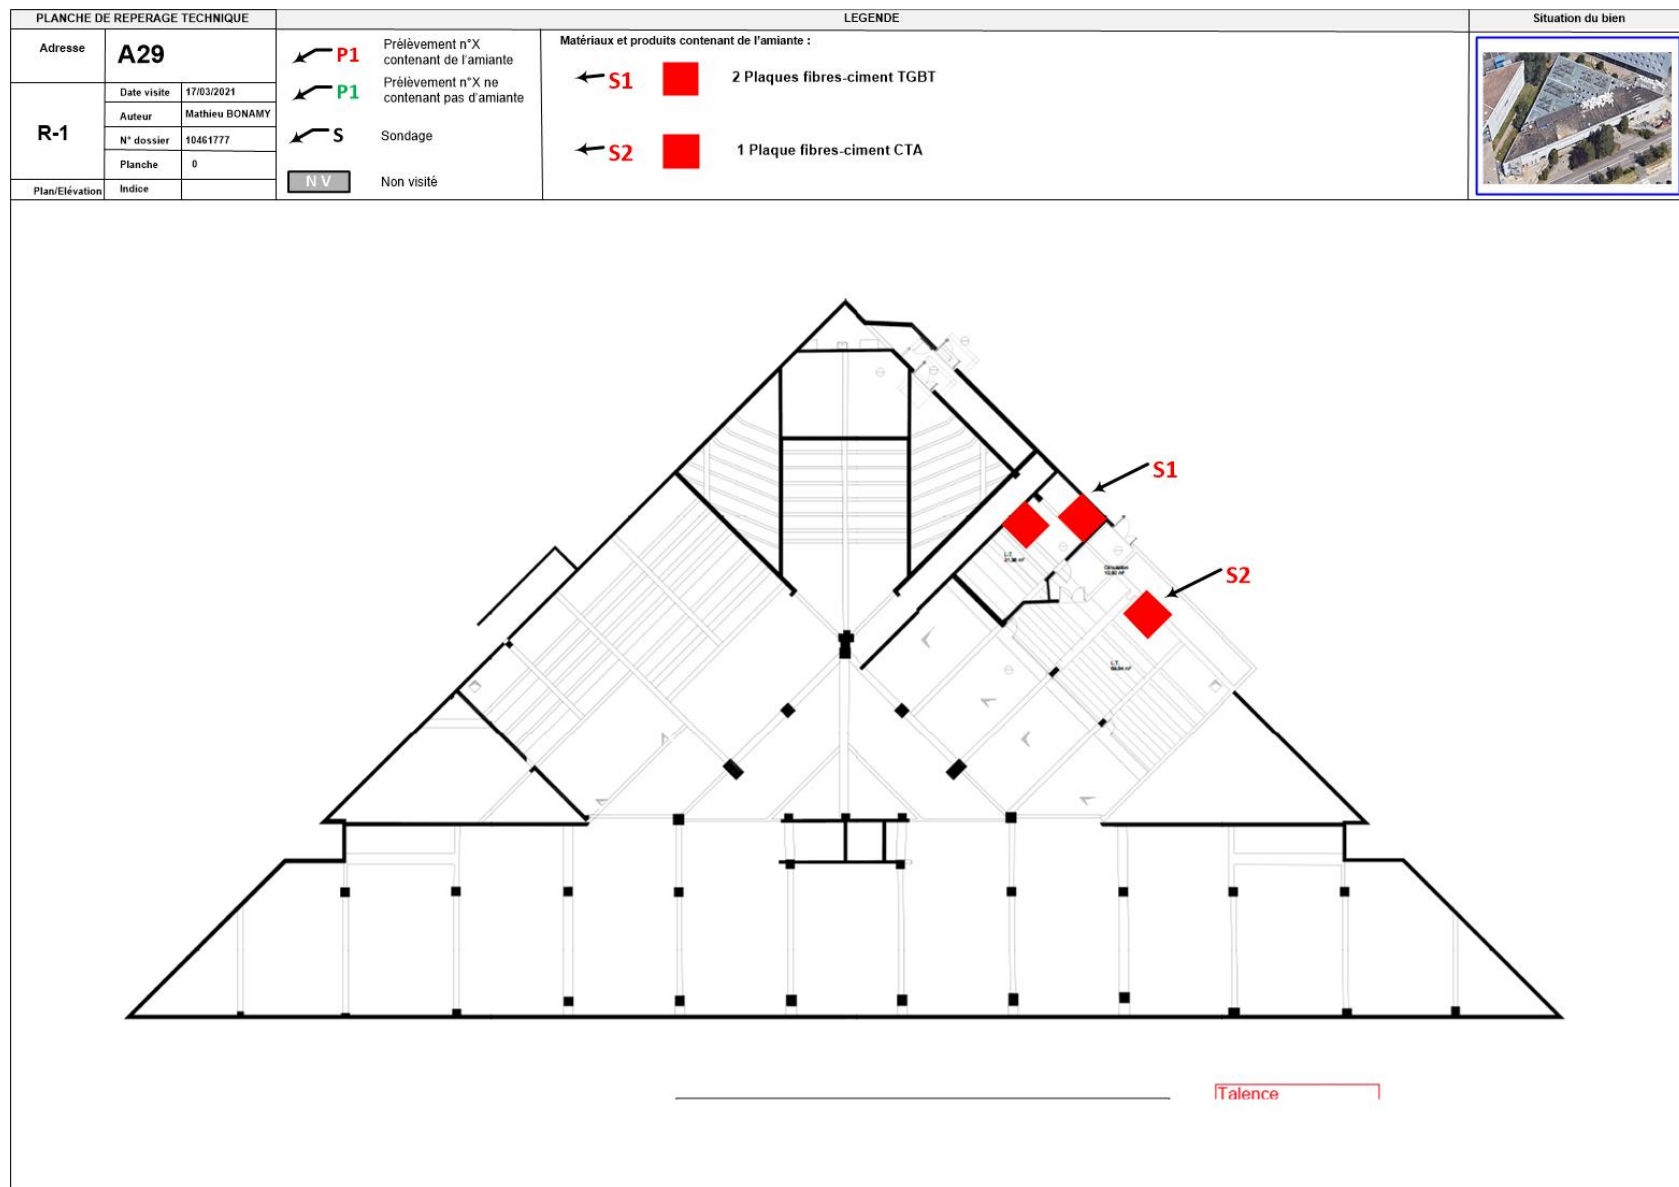 PLANCHE DE REPERAGE TECHNIQUE
LEGENDE
Situation du bien
Adresse
A29
R-1
Date visite
17/03/2021
Auteur
Mathieu BONAMY
N° dossier
10461777
Planche
0
Plan/Elévation
Indice
P1
Prélèvement n°X
contenant de l'amiante
P1
Prélèvement n°X ne
contenant pas d'amiante
S
Sondage
N V
Non visité
Matériaux et produits contenant de l'amiante :
S1
2 Plaques fibres-ciment TGBT
S2
1 Plaque fibres-ciment CTA
S1
S2
L.T.
Circulation
L.T.
Talence